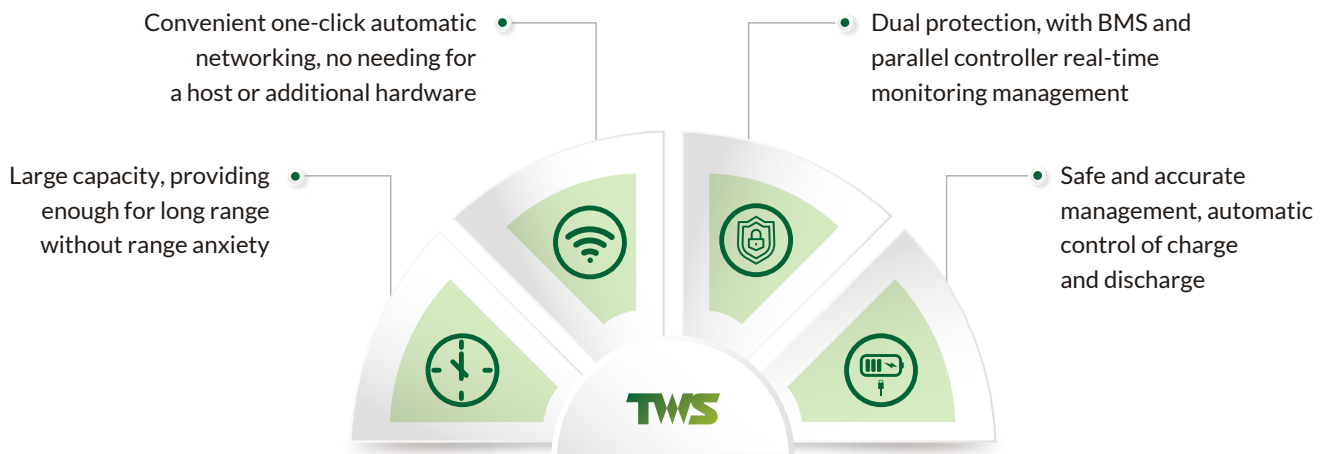 Convenient one-click automatic
networking, no needing for
a host or additional hardware
Dual protection, with BMS and
parallel controller real-time
monitoring management
Large capacity, providing
enough for long range
without range anxiety
Safe and accurate
management, automatic
control of charge
and discharge
TWS